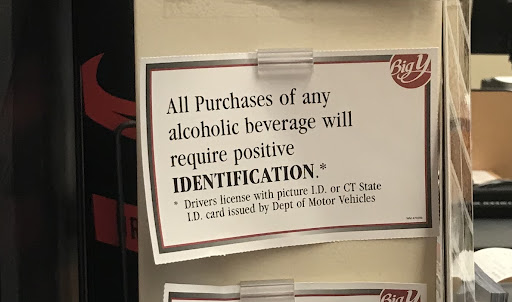 Big Y
All Purchases of any
alcoholic beverage will
require positive
IDENTIFICATION.*
* Drivers license with picture I.D. or CT State
I.D. card issued by Dept of Motor Vehicles
Big Y